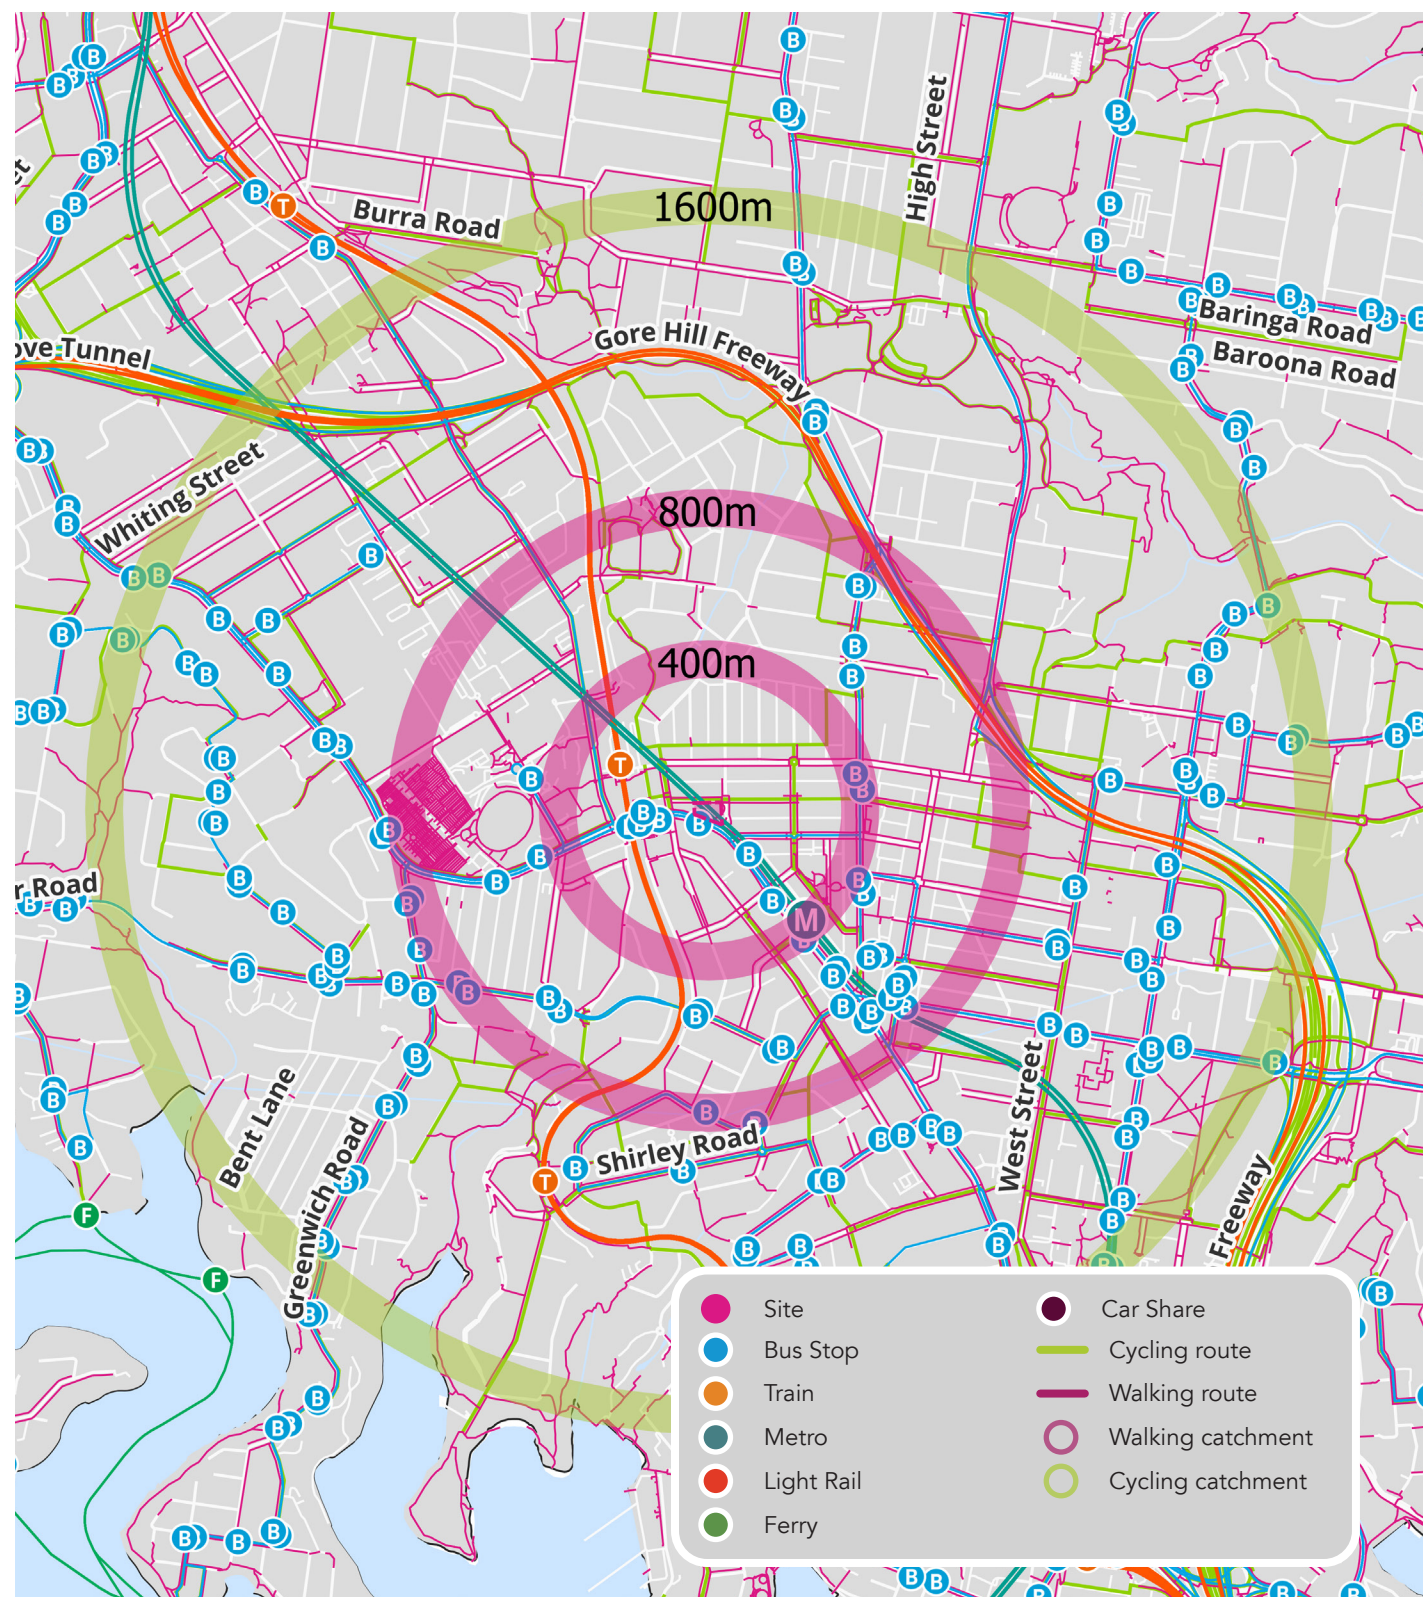 High Street
1600m
Burra Road
Baringa Road
Baroona Road
Gore Hill Freeway
ove Tunnel
Whiting Street
800m
400m
r Road
Shirley Road
West Street
Bent Lane
Greenwich Road
Freeway
T
T
T
M
F
F
Site
Bus Stop
Train
Metro
Light Rail
Ferry
Car Share
Cycling route
Walking route
Walking catchment
Cycling catchment